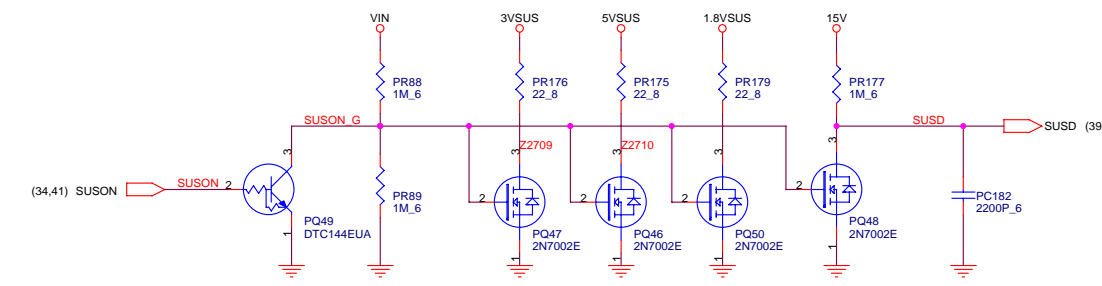 VIN
3VSUS
5VSUS
1.8VSUS
15V
PR88
1M_6
PR176
22_8
PR175
22_8
PR179
22_8
PR177
1M_6
SUSON_G
SUSD
SUSD (39
3
3
Z2709
3
Z2710
3
3
(34,41) SUSON
SUSON
2
PR89
1M_6
2
2
2
2
PC182
2200P_6
PQ49
DTC144EUA
1
PQ47
2N7002E
1
PQ46
2N7002E
1
PQ50
2N7002E
1
PQ48
2N7002E
1